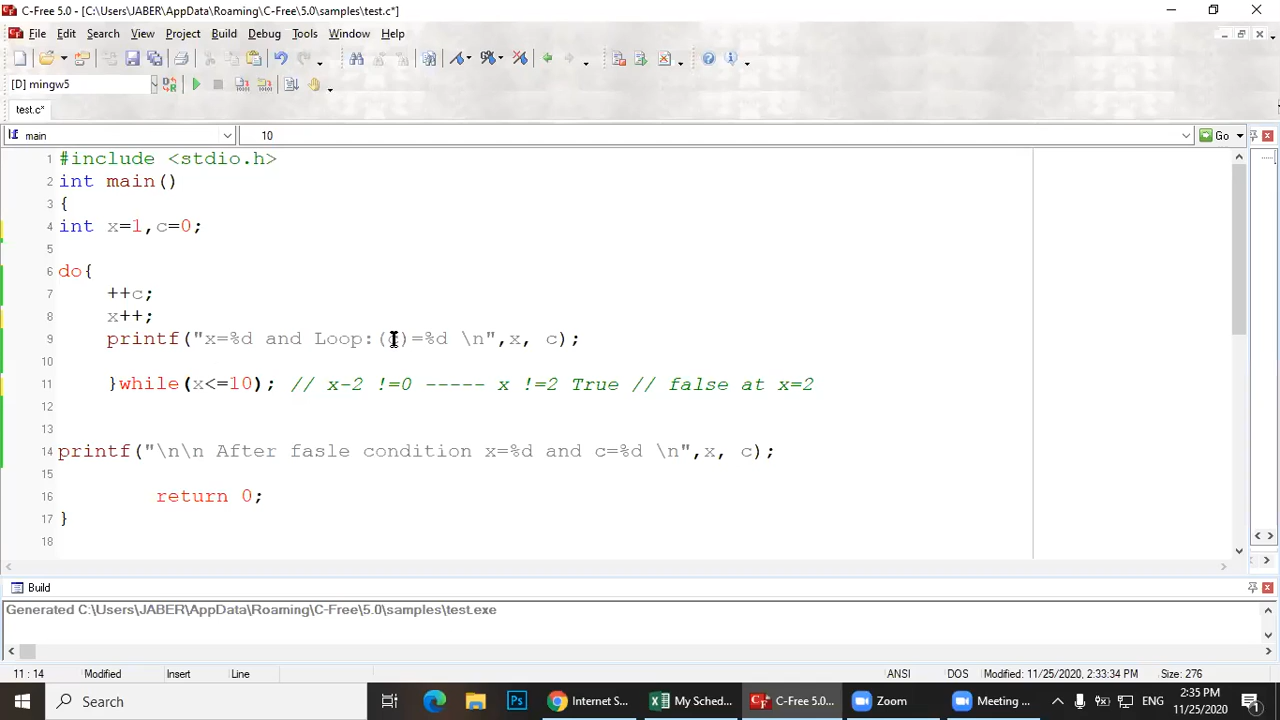 C-Free 5.0 - [C:\Users\JABER\AppData\Roaming\C-Free\5.0\samples\test.c*]
File Edit Search View Project Build Debug Tools Window Help
[D] mingw5
test.c*
main 10 Go
1 #include <stdio.h>
2 int main()
3 {
4 int x=1,c=0;
5
6 do{
7 ++c;
8 x++;
9 printf("x=%d and Loop:(c)=%d \n",x, c);
10
11 }while(x<=10); // x-2 !=0 ----- x !=2 True // false at x=2
12
13
14 printf("\n\n After fasle condition x=%d and c=%d \n",x, c);
15
16 return 0;
17 }
18
Build
Generated C:\Users\JABER\AppData\Roaming\C-Free\5.0\samples\test.exe
11 : 14 Modified Insert Line ANSI DOS Modified: 11/25/2020, 2:33:34 PM Size: 276
Search Internet S... My Sched... C-Free 5.0... Zoom Meeting ... ENG 2:35 PM
11/25/2020 1